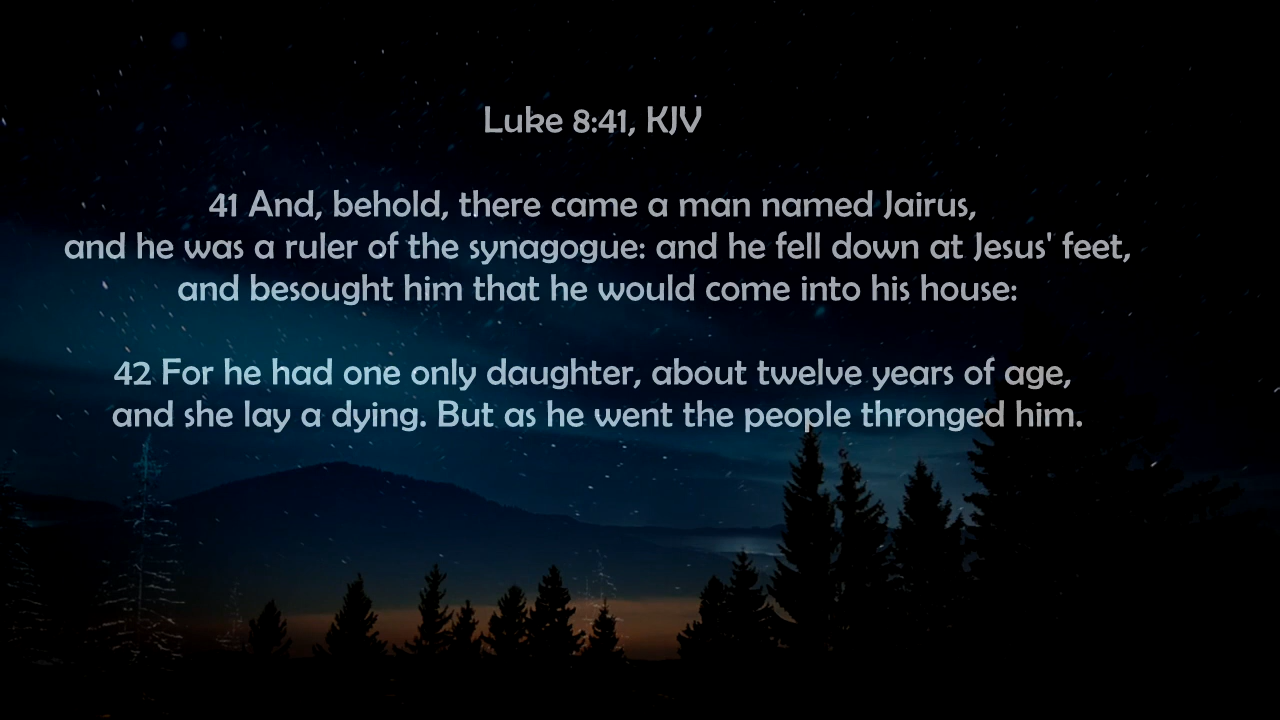 Luke 8:41, KJV
41 And, behold, there came a man named Jairus,
and he was a ruler of the synagogue: and he fell down at Jesus' feet,
and besought him that he would come into his house:
42 For he had one only daughter, about twelve years of age,
and she lay a dying. But as he went the people thronged him.